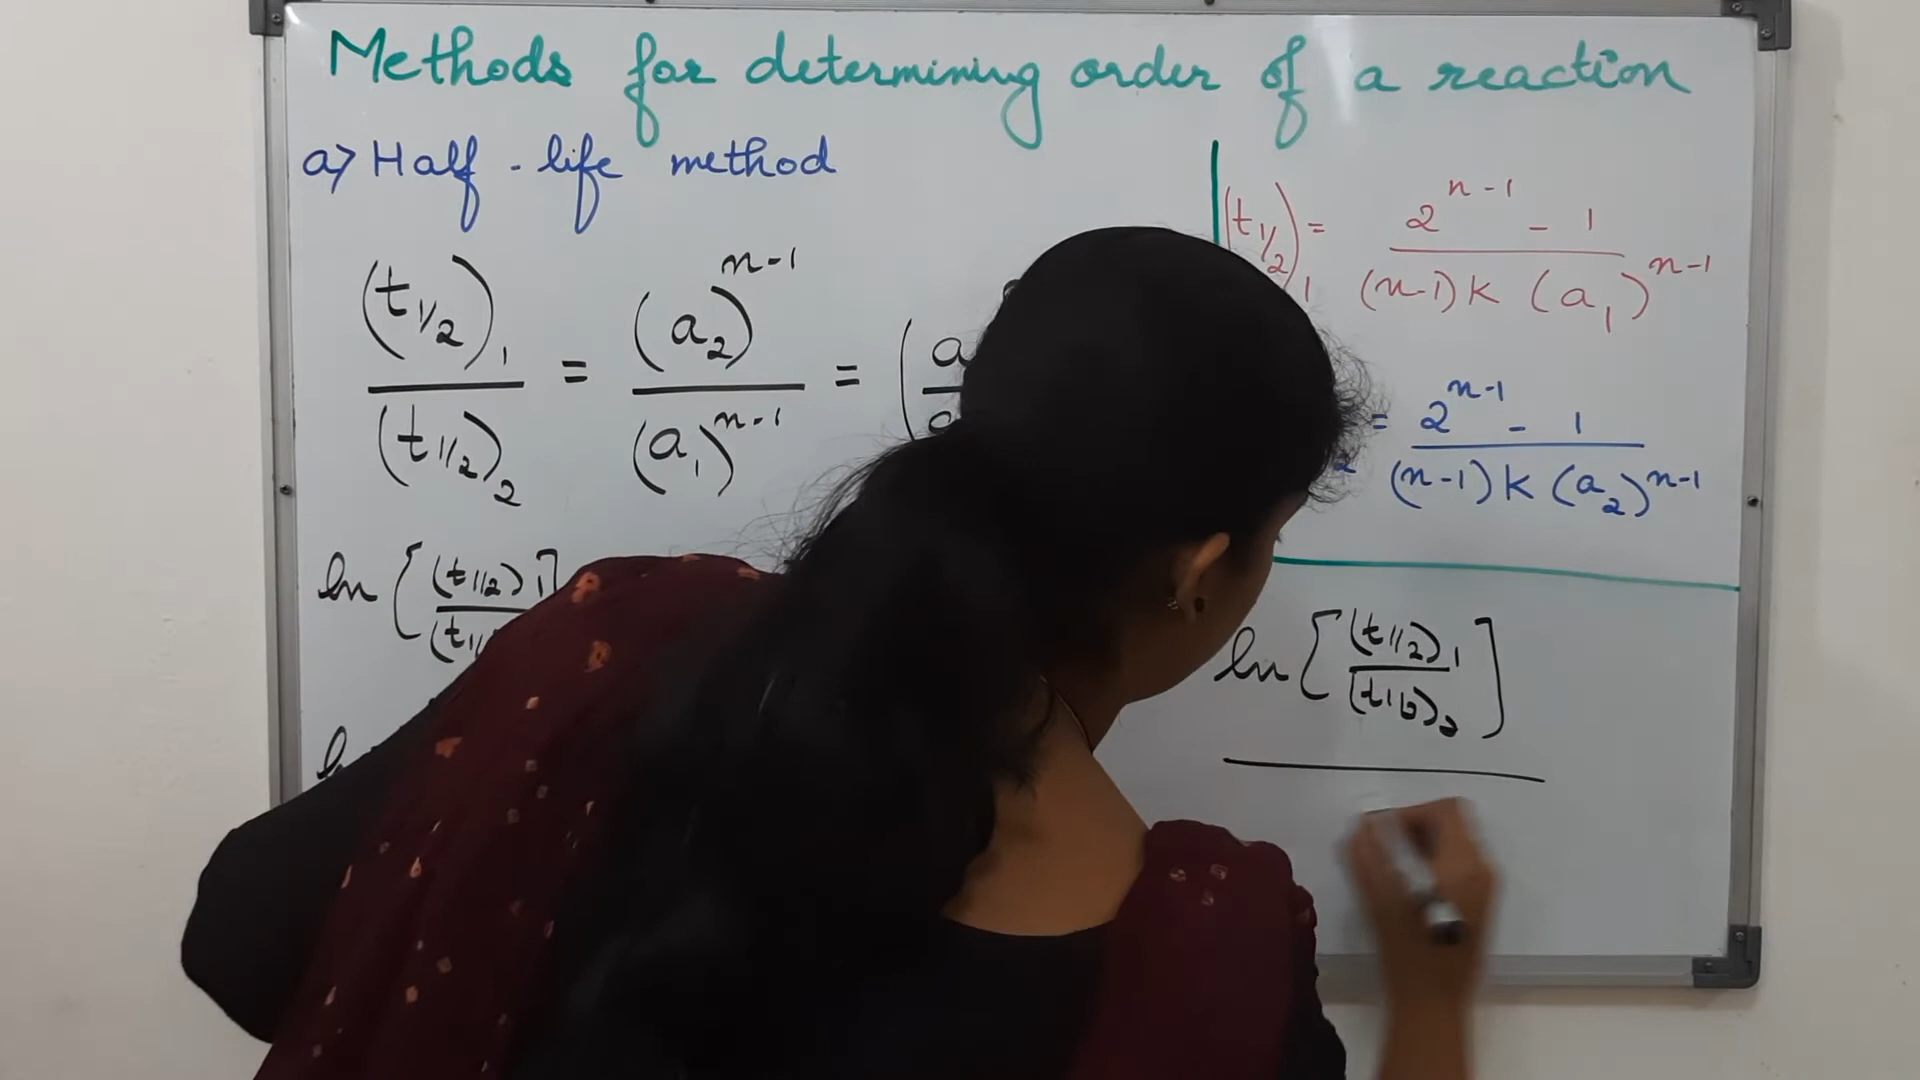 Methods for determining order of a reaction
a) Half-life method
(t1/2)1 / (t1/2)2 = (a2)^n-1 / (a1)^n-1 = (a
ln [(t1/2)1]
(t1/
(t1/2)1 = 2^n-1 - 1 / (n-1)k (a1)^n-1
2 = 2^n-1 - 1 / (n-1)k (a2)^n-1
ln [(t1/2)1 / (t1/2)2]